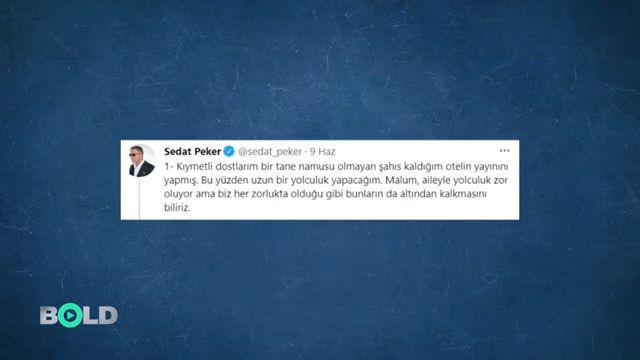 Sedat Peker @sedat_peker · 9 Haz
1- Kıymetli dostlarım bir tane namusu olmayan şahıs kaldığım otelin yayınını
yapmış. Bu yüzden uzun bir yolculuk yapacağım. Malum, aileyle yolculuk zor
oluyor ama biz her zorlukta olduğu gibi bunların da altından kalkmasını
biliriz.
BOLD